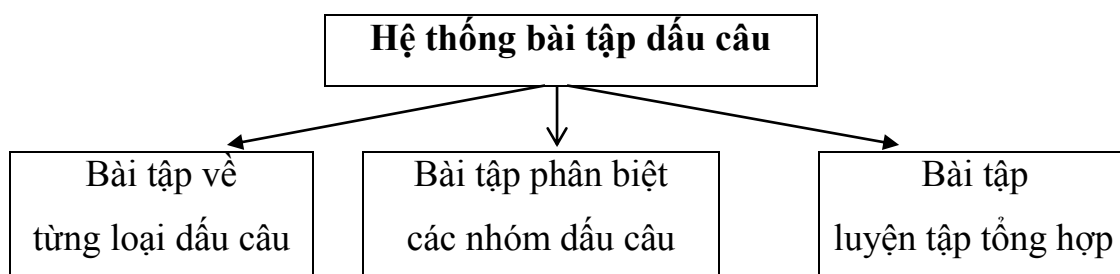 Hệ thống bài tập dấu câu
Bài tập về
từng loại dấu câu
Bài tập phân biệt
các nhóm dấu câu
Bài tập
luyện tập tổng hợp